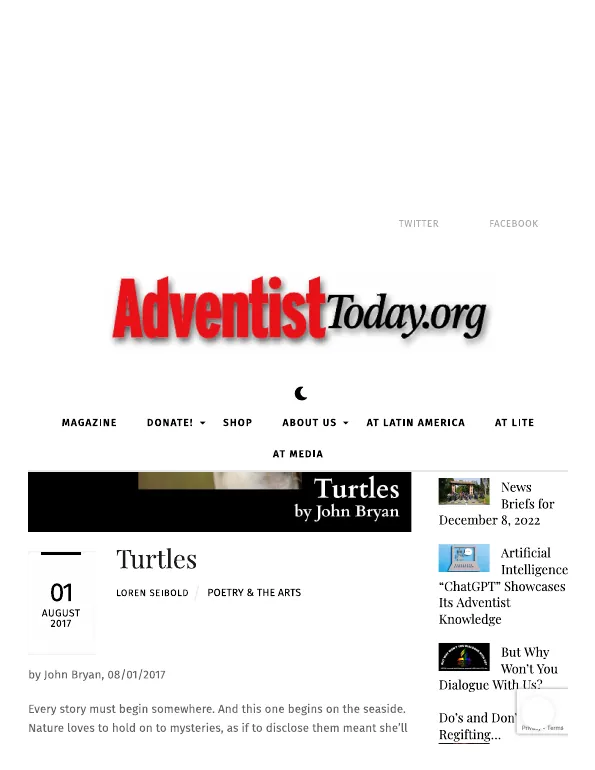 TWITTER FACEBOOK
AdventistToday.org
MAGAZINE DONATE! SHOP ABOUT US AT LATIN AMERICA AT LITE
AT MEDIA
Turtles
by John Bryan
01
AUGUST
2017
Turtles
LOREN SEIBOLD / POETRY & THE ARTS
by John Bryan, 08/01/2017
Every story must begin somewhere. And this one begins on the seaside.
Nature loves to hold on to mysteries, as if to disclose them meant she’ll
News
Briefs for
December 8, 2022
Artificial
Intelligence
“ChatGPT” Showcases
Its Adventist
Knowledge
But Why
Won’t You
Dialogue With Us?
Do’s and Don’
Regifting…
Privacy - Terms